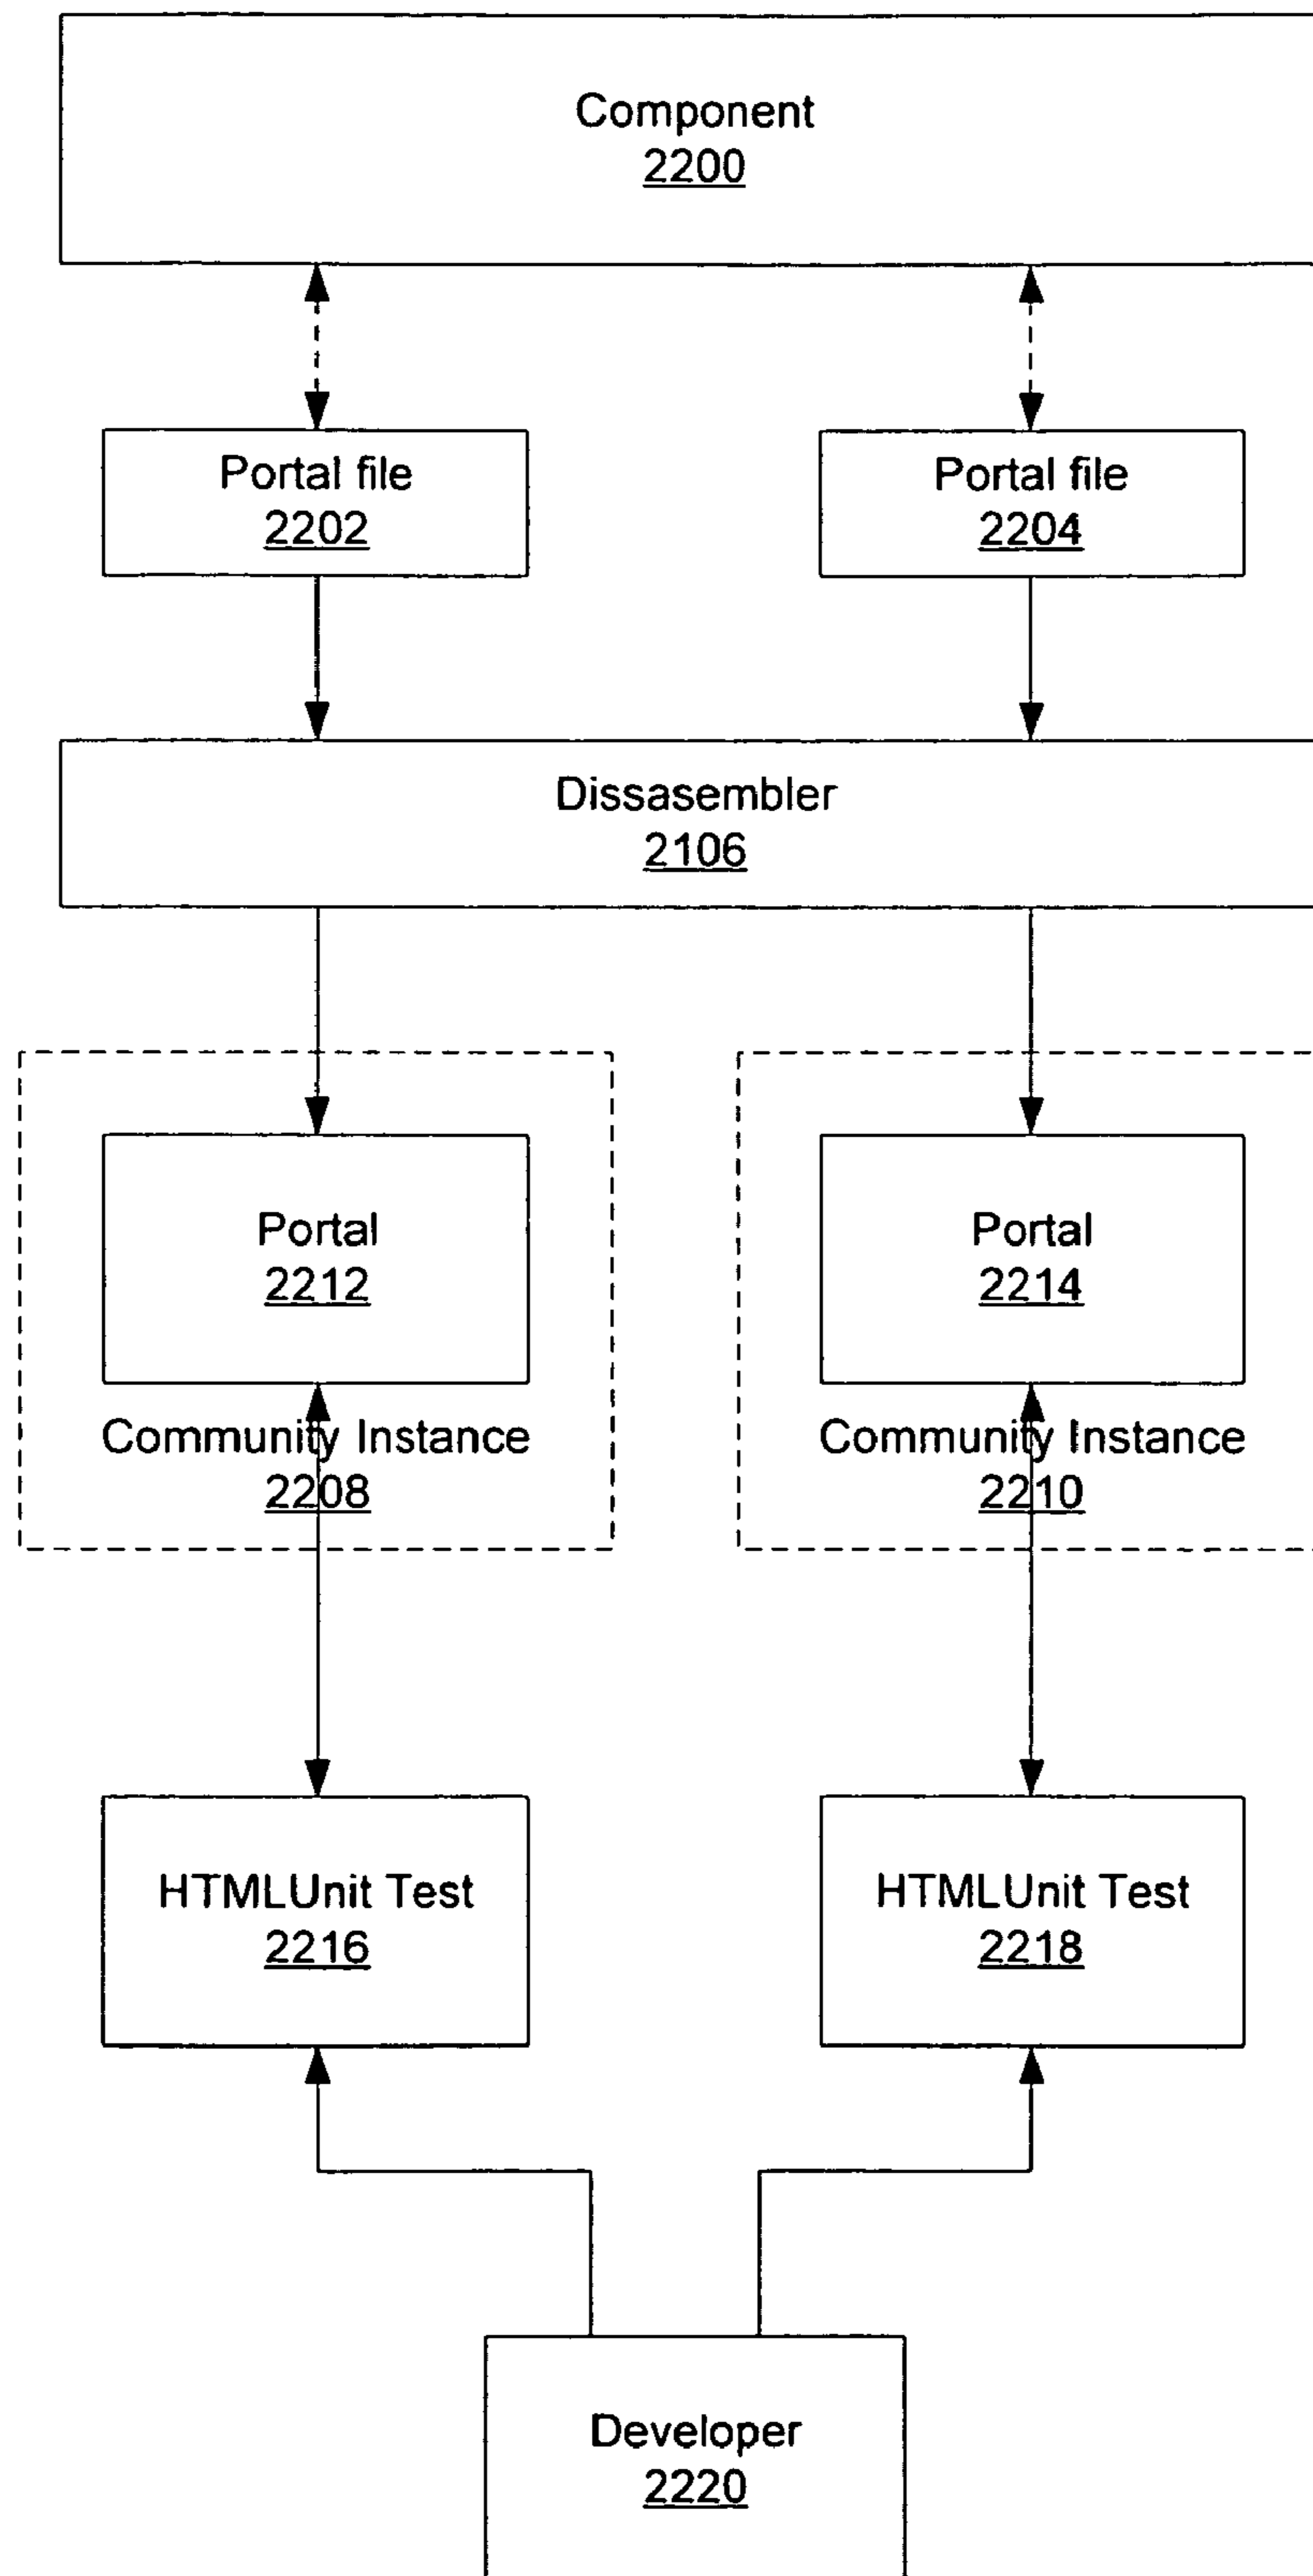 Component
2200
Portal file
2202
Portal file
2204
Dissasembler
2106
Portal
2212
Portal
2214
Community Instance
2208
Community Instance
2210
HTMLUnit Test
2216
HTMLUnit Test
2218
Developer
2220